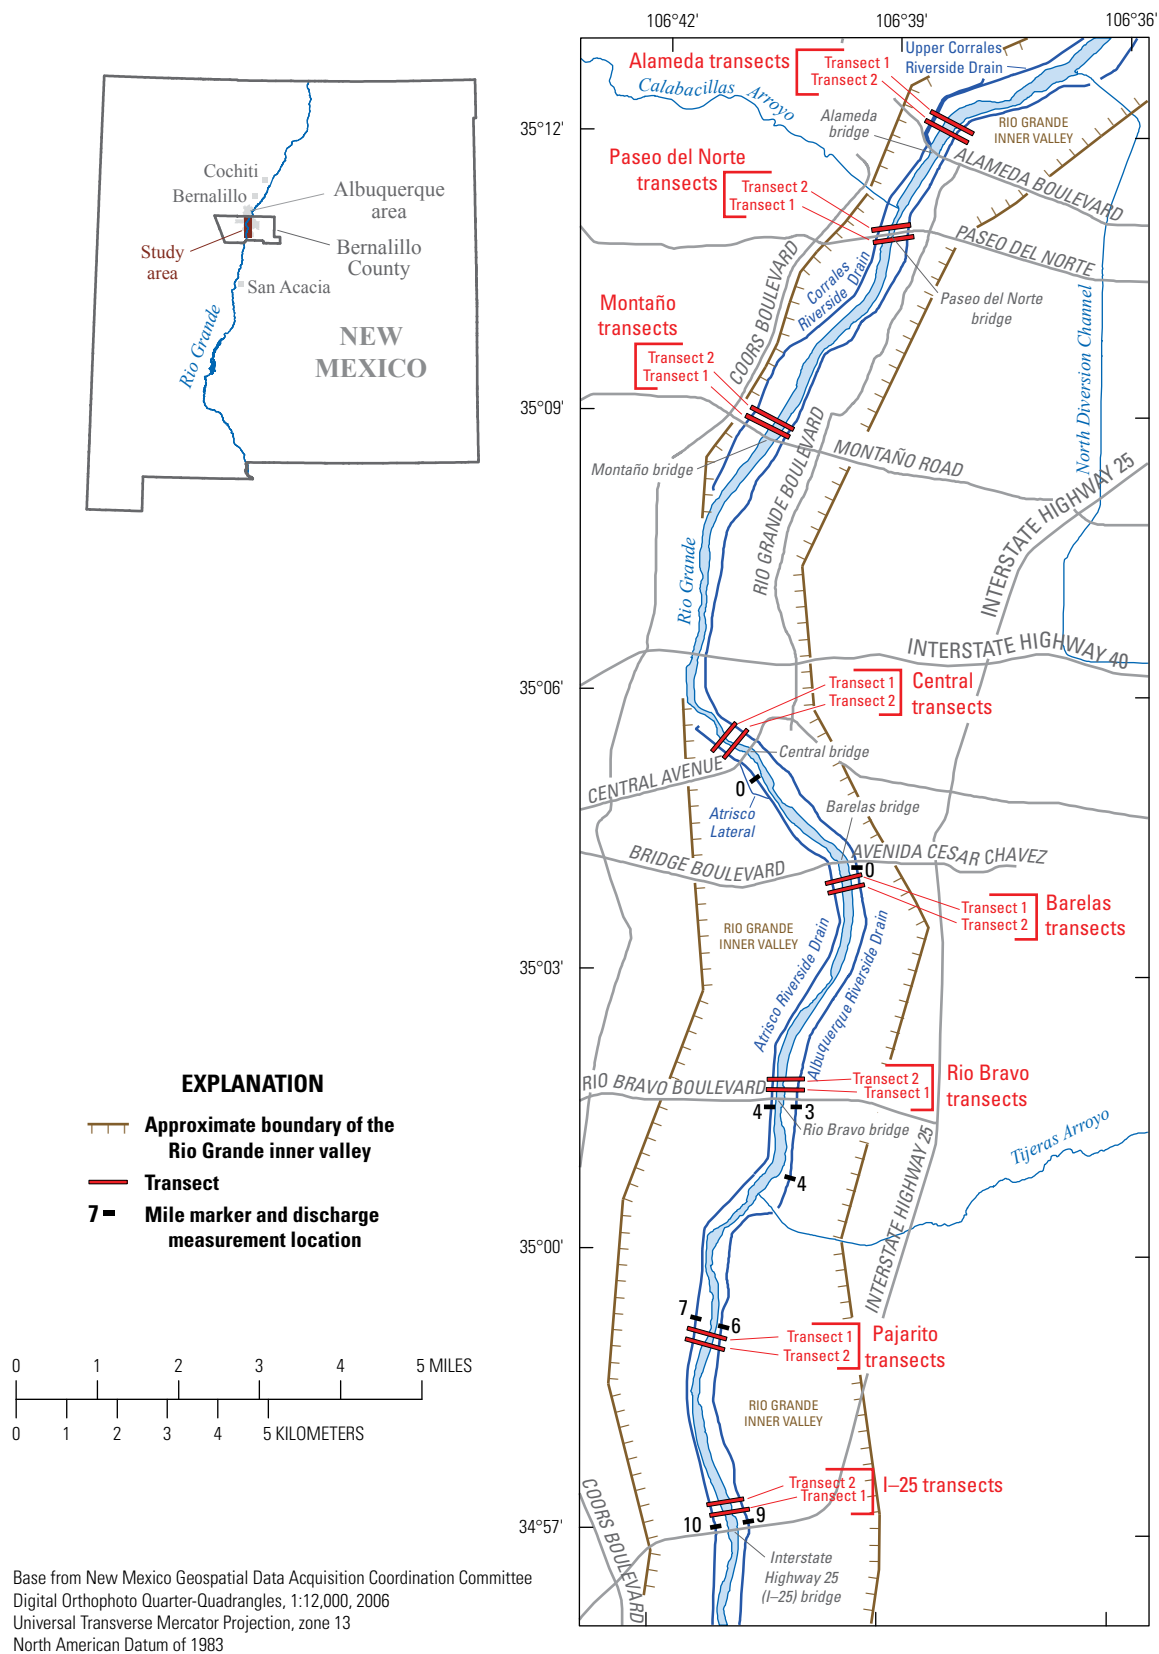 106°42'
106°39'
106°36'
35°12'
35°09'
35°06'
35°03'
35°00'
34°57'
Cochiti
Bernalillo
Albuquerque
area
Study
area
Bernalillo
County
San Acacia
Rio Grande
NEW
MEXICO
Alameda transects
Transect 1
Transect 2
Upper Corrales
Riverside Drain
Calabacillas Arroyo
Alameda
bridge
RIO GRANDE
INNER VALLEY
ALAMEDA BOULEVARD
Paseo del Norte
transects
Transect 2
Transect 1
PASEO DEL NORTE
Corrales
Riverside Drain
COORS BOULEVARD
Paseo del Norte
bridge
North Diversion Channel
Montaño
transects
Transect 2
Transect 1
Montaño bridge
MONTAÑO ROAD
RIO GRANDE BOULEVARD
INTERSTATE HIGHWAY 25
Rio Grande
INTERSTATE HIGHWAY 40
Transect 1
Transect 2
Central
transects
Central bridge
CENTRAL AVENUE
0
Atrisco
Lateral
Barelas bridge
AVENIDA CESAR CHAVEZ
BRIDGE BOULEVARD
0
Transect 1
Transect 2
Barelas
transects
RIO GRANDE
INNER VALLEY
Atrisco Riverside Drain
Albuquerque Riverside Drain
RIO BRAVO BOULEVARD
Transect 2
Transect 1
Rio Bravo
transects
4
3
Rio Bravo bridge
Tijeras Arroyo
4
INTERSTATE HIGHWAY 25
7
6
Transect 1
Transect 2
Pajarito
transects
RIO GRANDE
INNER VALLEY
Transect 2
Transect 1
I–25 transects
10
9
COORS BOULEVARD
Interstate
Highway 25
(I–25) bridge
EXPLANATION
Approximate boundary of the
Rio Grande inner valley
Transect
7
Mile marker and discharge
measurement location
0 1 2 3 4 5 MILES
0 1 2 3 4 5 KILOMETERS
Base from New Mexico Geospatial Data Acquisition Coordination Committee
Digital Orthophoto Quarter-Quadrangles, 1:12,000, 2006
Universal Transverse Mercator Projection, zone 13
North American Datum of 1983